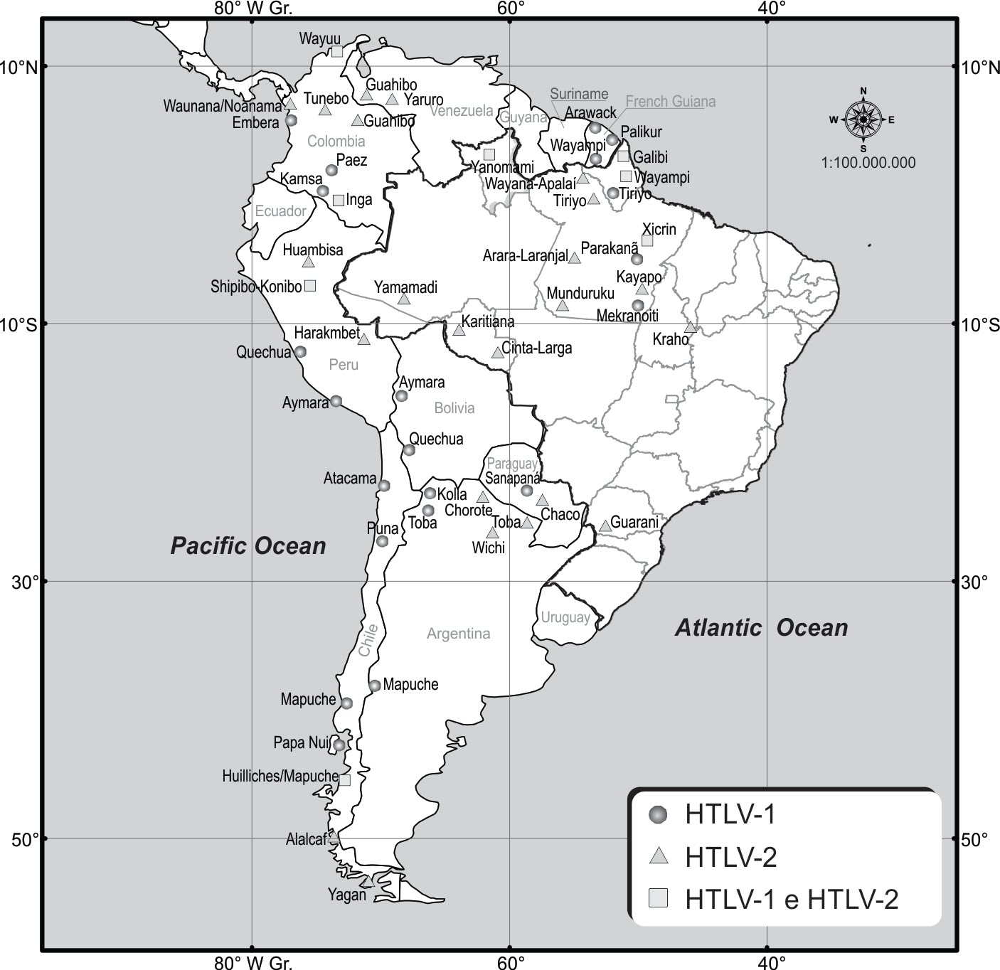 80° W Gr.
60°
40°
Wayuu
10°N
10°N
Guahibo
Tunebo
Yaruro
Waunana/Noanama
Venezuela
Suriname
French Guiana
N
W
E
S
1:100.000.000
Arawack
Guyana
Embera
Guahibo
Palikur
Colombia
Wayampi
Galibi
Paez
Yanomami
Kamsa
Wayana-Apalaí
Wayampi
Inga
Tiriyo
Tiriyo
Ecuador
Xicrin
Huambisa
Arara-Laranjal
Parakanã
Kayapo
Shipibo-Konibo
Yamamadi
Munduruku
Mekranoiti
10°S
10°S
Karitiana
Harakmbet
Kraho
Quechua
Cinta-Larga
Peru
Aymara
Aymara
Bolivia
Quechua
Paraguay
Atacama
Sanapaná
Kolla
Chorote
Chaco
Toba
Toba
Guarani
Puna
Wichi
Pacific Ocean
30°
30°
Uruguay
Chile
Argentina
Atlantic Ocean
Mapuche
Mapuche
Papa Nui
Huilliches/Mapuche
HTLV-1
50°
50°
Alalcaf
HTLV-2
Yagan
HTLV-1 e HTLV-2
80° W Gr.
60°
40°